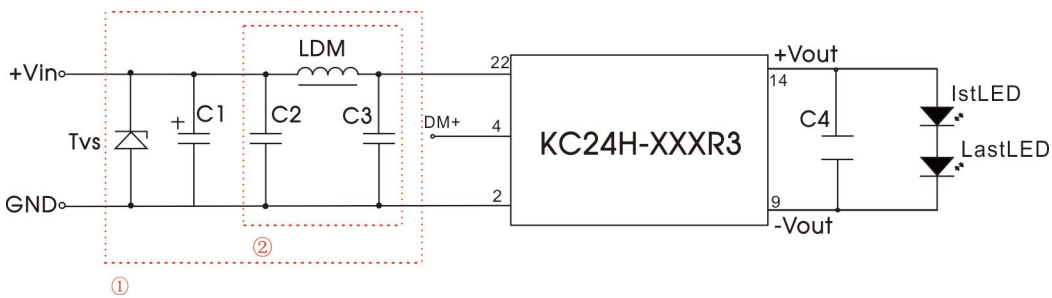 LDM
+Vin
22
+Vout
14
IstLED
+
C1
C2
C3
DM+
4
C4
Tvs
KC24H-XXXR3
LastLED
GND
2
9
-Vout
②
①